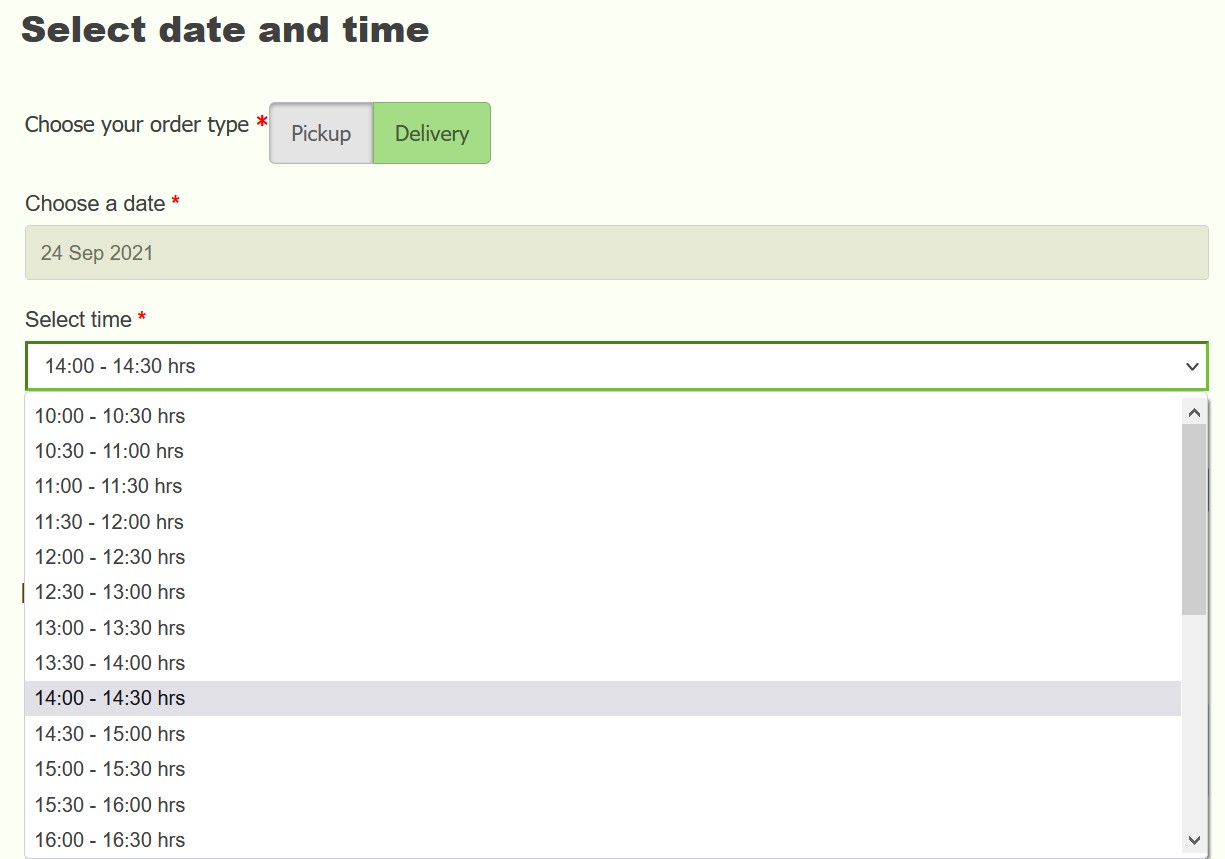 Select date and time
Choose your order type * Pickup Delivery
Choose a date *
24 Sep 2021
Select time *
14:00 - 14:30 hrs
10:00 - 10:30 hrs
10:30 - 11:00 hrs
11:00 - 11:30 hrs
11:30 - 12:00 hrs
12:00 - 12:30 hrs
12:30 - 13:00 hrs
13:00 - 13:30 hrs
13:30 - 14:00 hrs
14:00 - 14:30 hrs
14:30 - 15:00 hrs
15:00 - 15:30 hrs
15:30 - 16:00 hrs
16:00 - 16:30 hrs